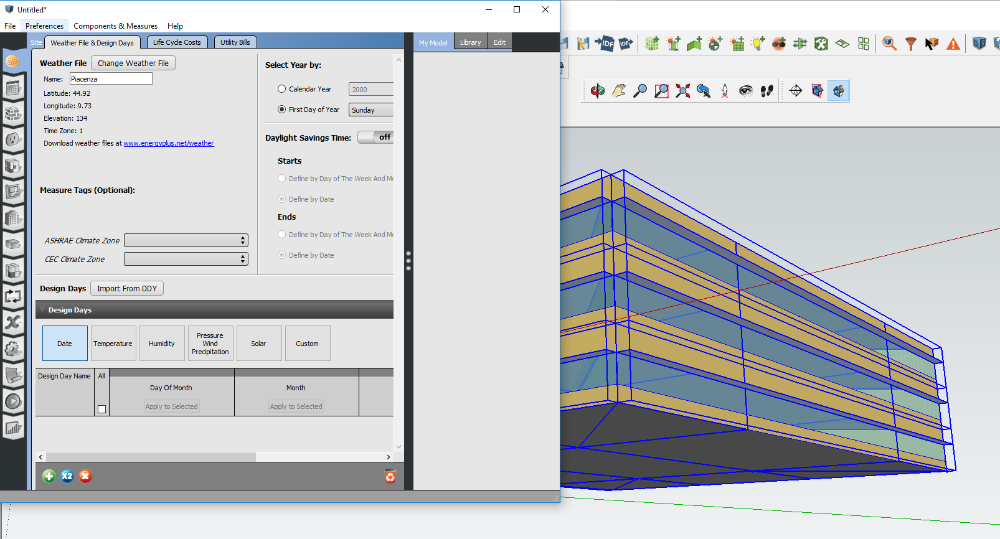 Untitled*
File Preferences Components & Measures Help
Site Weather File & Design Days Life Cycle Costs Utility Bills
My Model Library Edit
Weather File Change Weather File
Name: Piacenza
Latitude: 44.92
Longitude: 9.73
Elevation: 134
Time Zone: 1
Download weather files at www.energyplus.net/weather
Measure Tags (Optional):
ASHRAE Climate Zone
CEC Climate Zone
Select Year by:
Calendar Year 2000
First Day of Year Sunday
Daylight Savings Time: off
Starts
Define by Day of The Week And Mo
Define by Date
Ends
Define by Day of The Week And Mo
Define by Date
Design Days Import From DDY
Design Days
Date
Temperature
Humidity
Pressure
Wind
Precipitation
Solar
Custom
Design Day Name All
Day Of Month Month
Apply to Selected Apply to Selected
X2
IDF IDF